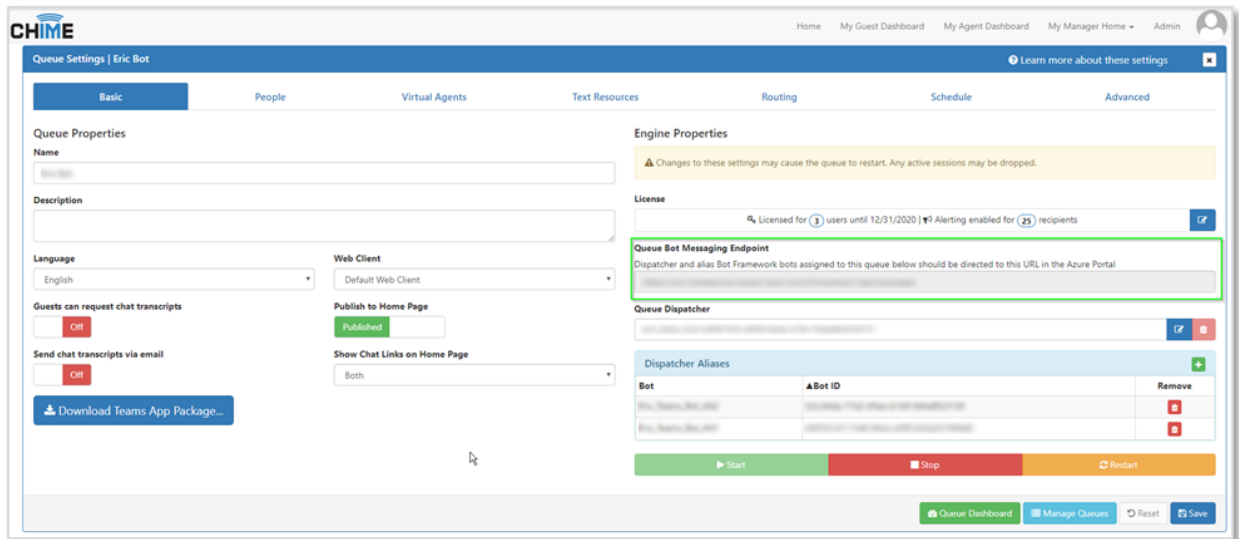 CHIME
Home My Guest Dashboard My Agent Dashboard My Manager Home Admin
Queue Settings | Eric Bot
Learn more about these settings
Basic People Virtual Agents Text Resources Routing Schedule Advanced
Queue Properties
Name
Description
Language Web Client
English Default Web Client
Guests can request chat transcripts Publish to Home Page
Off Published
Send chat transcripts via email Show Chat Links on Home Page
Off Both
Download Teams App Package...
Engine Properties
Changes to these settings may cause the queue to restart. Any active sessions may be dropped.
License
Licensed for 3 users until 12/31/2020 | Alerting enabled for 25 recipients
Queue Bot Messaging Endpoint
Dispatcher and alias Bot Framework bots assigned to this queue below should be directed to this URL in the Azure Portal
Queue Dispatcher
Dispatcher Aliases
Bot ▲Bot ID Remove
Start Stop Restart
Queue Dashboard Manage Queues Reset Save